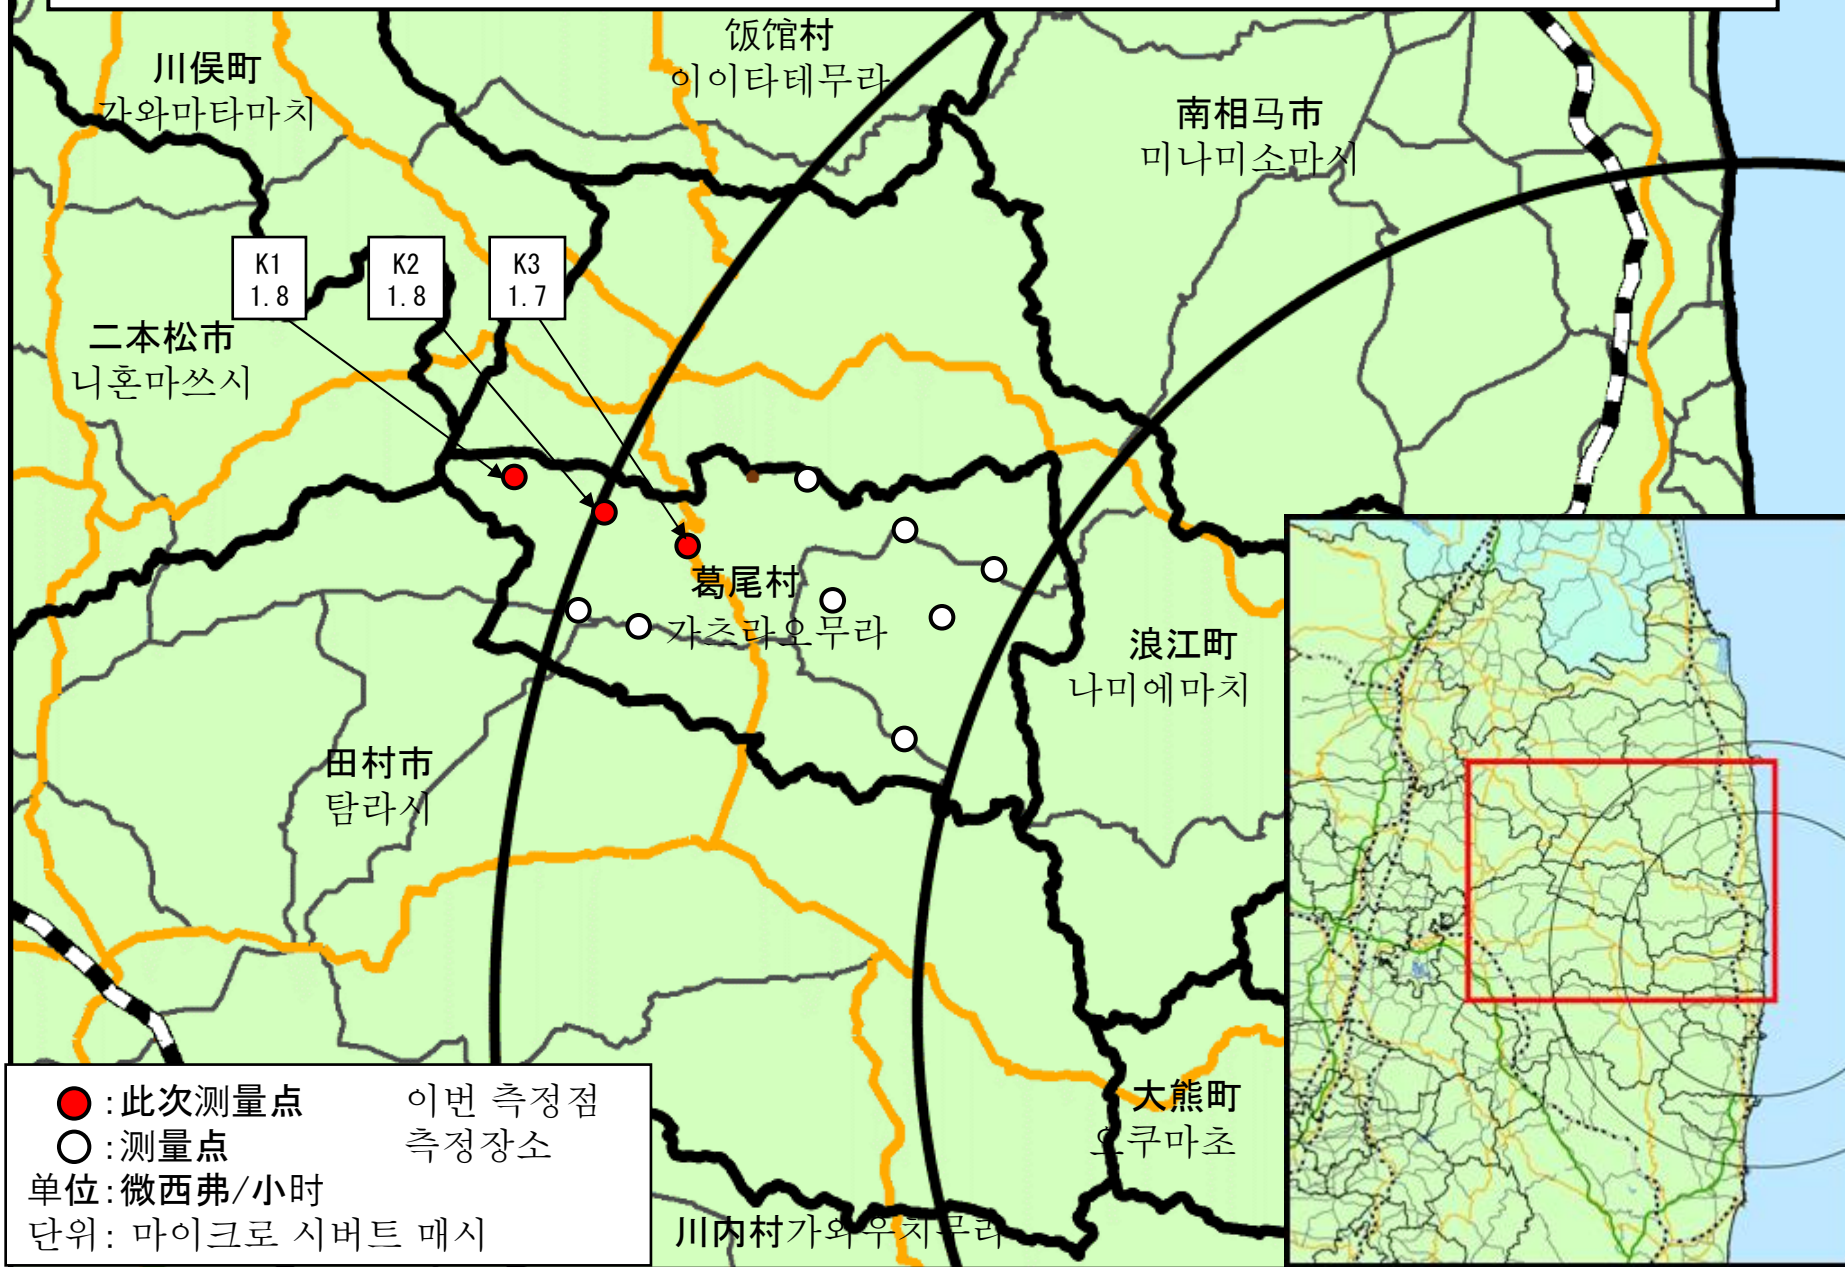 饭馆村
이이타테무라
川俣町
가와마타마치
南相马市
미나미소마시
K1
1.8
K2
1.8
K3
1.7
二本松市
니혼마쓰시
葛尾村
가츠라오무라
浪江町
나미에마치
田村市
탐라시
大熊町
오쿠마초
川内村가와우치무라
:此次测量点 이번 측정점
:测量点 측정장소
单位:微西弗/小时
단위: 마이크로 시버트 매시